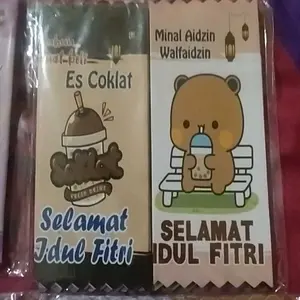 Es Coklat
Selamat
Idul Fitri
Minal Aidzin
Walfaidzin
SELAMAT
IDUL FITRI